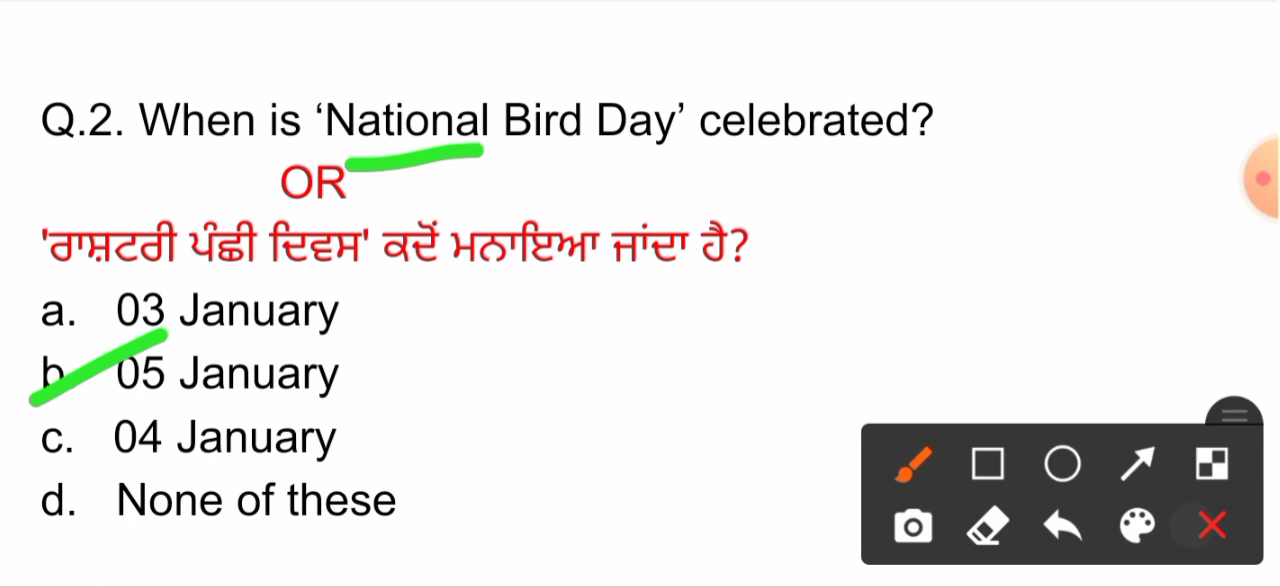 Q.2. When is ‘National Bird Day’ celebrated?
OR
'ਰਾਸ਼ਟਰੀ ਪੰਛੀ ਦਿਵਸ' ਕਦੋਂ ਮਨਾਇਆ ਜਾਂਦਾ ਹੈ?
a. 03 January
b. 05 January
c. 04 January
d. None of these